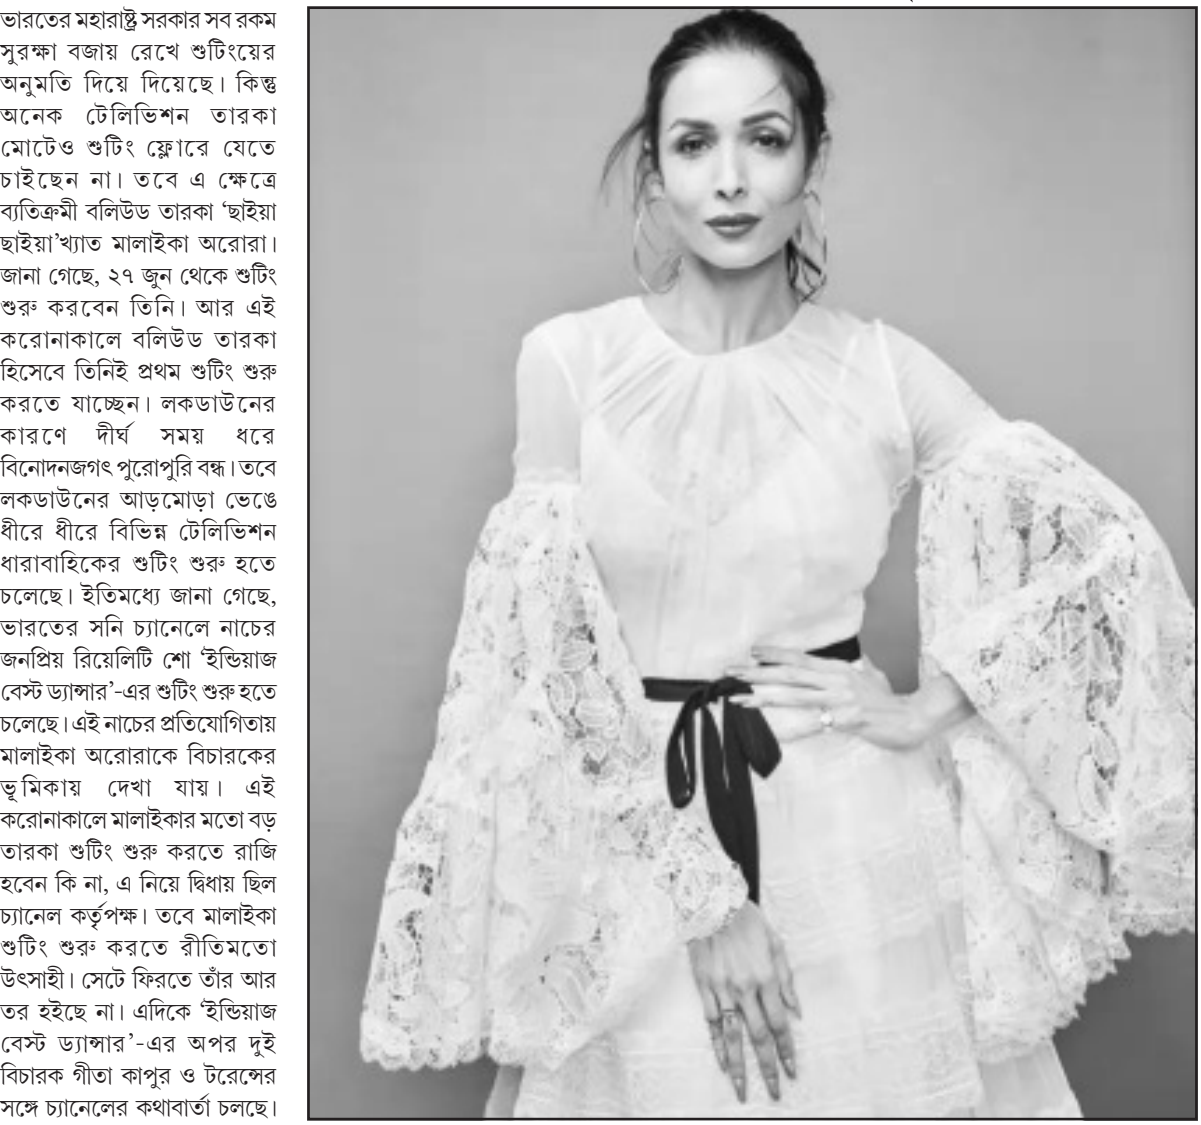 ভারতের মহারাষ্ট্র সরকার সব রকম
সুরক্ষা বজায় রেখে শুটিংয়ের
অনুমতি দিয়ে দিয়েছে। কিন্তু
অনেক টেলিভিশন তারকা
মোটেও শুটিং ফ্লোরে যেতে
চাইছেন না। তবে এ ক্ষেত্রে
ব্যতিক্রমী বলিউড তারকা ‘ছাইয়া
ছাইয়া’খ্যাত মালাইকা অরোরা।
জানা গেছে, ২৭ জুন থেকে শুটিং
শুরু করবেন তিনি। আর এই
করোনাকালে বলিউড তারকা
হিসেবে তিনিই প্রথম শুটিং শুরু
করতে যাচ্ছেন। লকডাউনের
কারণে দীর্ঘ সময় ধরে
বিনোদনজগৎ পুরোপুরি বন্ধ। তবে
লকডাউনের আড়মোড়া ভেঙে
ধীরে ধীরে বিভিন্ন টেলিভিশন
ধারাবাহিকের শুটিং শুরু হতে
চলেছে। ইতিমধ্যে জানা গেছে,
ভারতের সনি চ্যানেলে নাচের
জনপ্রিয় রিয়েলিটি শো ‘ইন্ডিয়াজ
বেস্ট ড্যান্সার’-এর শুটিং শুরু হতে
চলেছে। এই নাচের প্রতিযোগিতায়
মালাইকা অরোরাকে বিচারকের
ভূমিকায় দেখা যায়। এই
করোনাকালে মালাইকার মতো বড়
তারকা শুটিং শুরু করতে রাজি
হবেন কি না, এ নিয়ে দ্বিধায় ছিল
চ্যানেল কর্তৃপক্ষ। তবে মালাইকা
শুটিং শুরু করতে রীতিমতো
উৎসাহী। সেটে ফিরতে তাঁর আর
তর হইছে না। এদিকে ‘ইন্ডিয়াজ
বেস্ট ড্যান্সার’-এর অপর দুই
বিচারক গীতা কাপুর ও টরেন্সের
সঙ্গে চ্যানেলের কথাবার্তা চলছে।